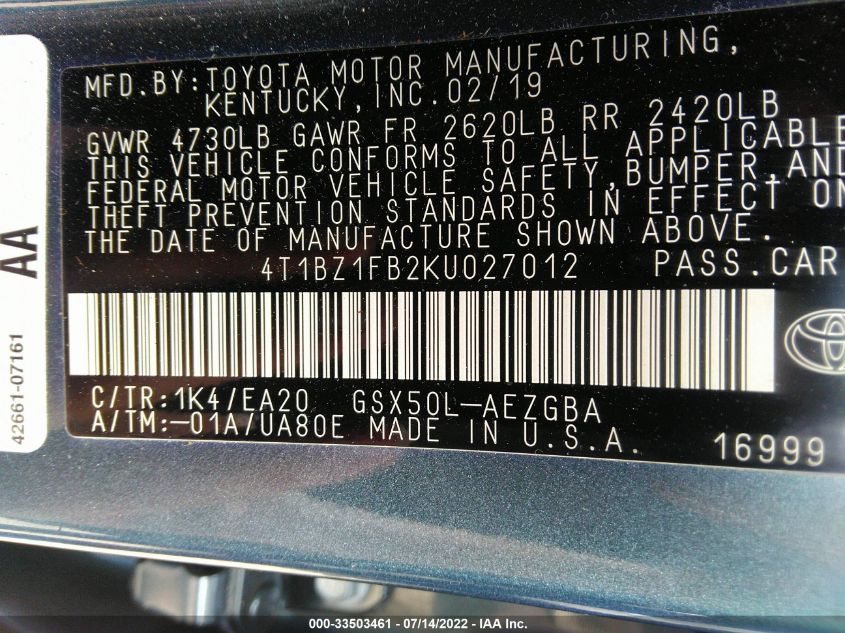 MFD.BY:TOYOTA MOTOR MANUFACTURING,
KENTUCKY,INC.02/19
GVWR 4730LB GAWR FR 2620LB RR 2420LB
THIS VEHICLE CONFORMS TO ALL APPLICABLE
FEDERAL MOTOR VEHICLE SAFETY,BUMPER,AND
THEFT PREVENTION STANDARDS IN EFFECT ON
THE DATE OF MANUFACTURE SHOWN ABOVE.
4T1BZ1FB2KU027012 PASS.CAR
C/TR:1K4/EA20 GSX50L-AEZGBA
A/TM:-01A/UA80E MADE IN U.S.A.
16999
AA
42661-07161
000-33503461 - 07/14/2022 - IAA Inc.